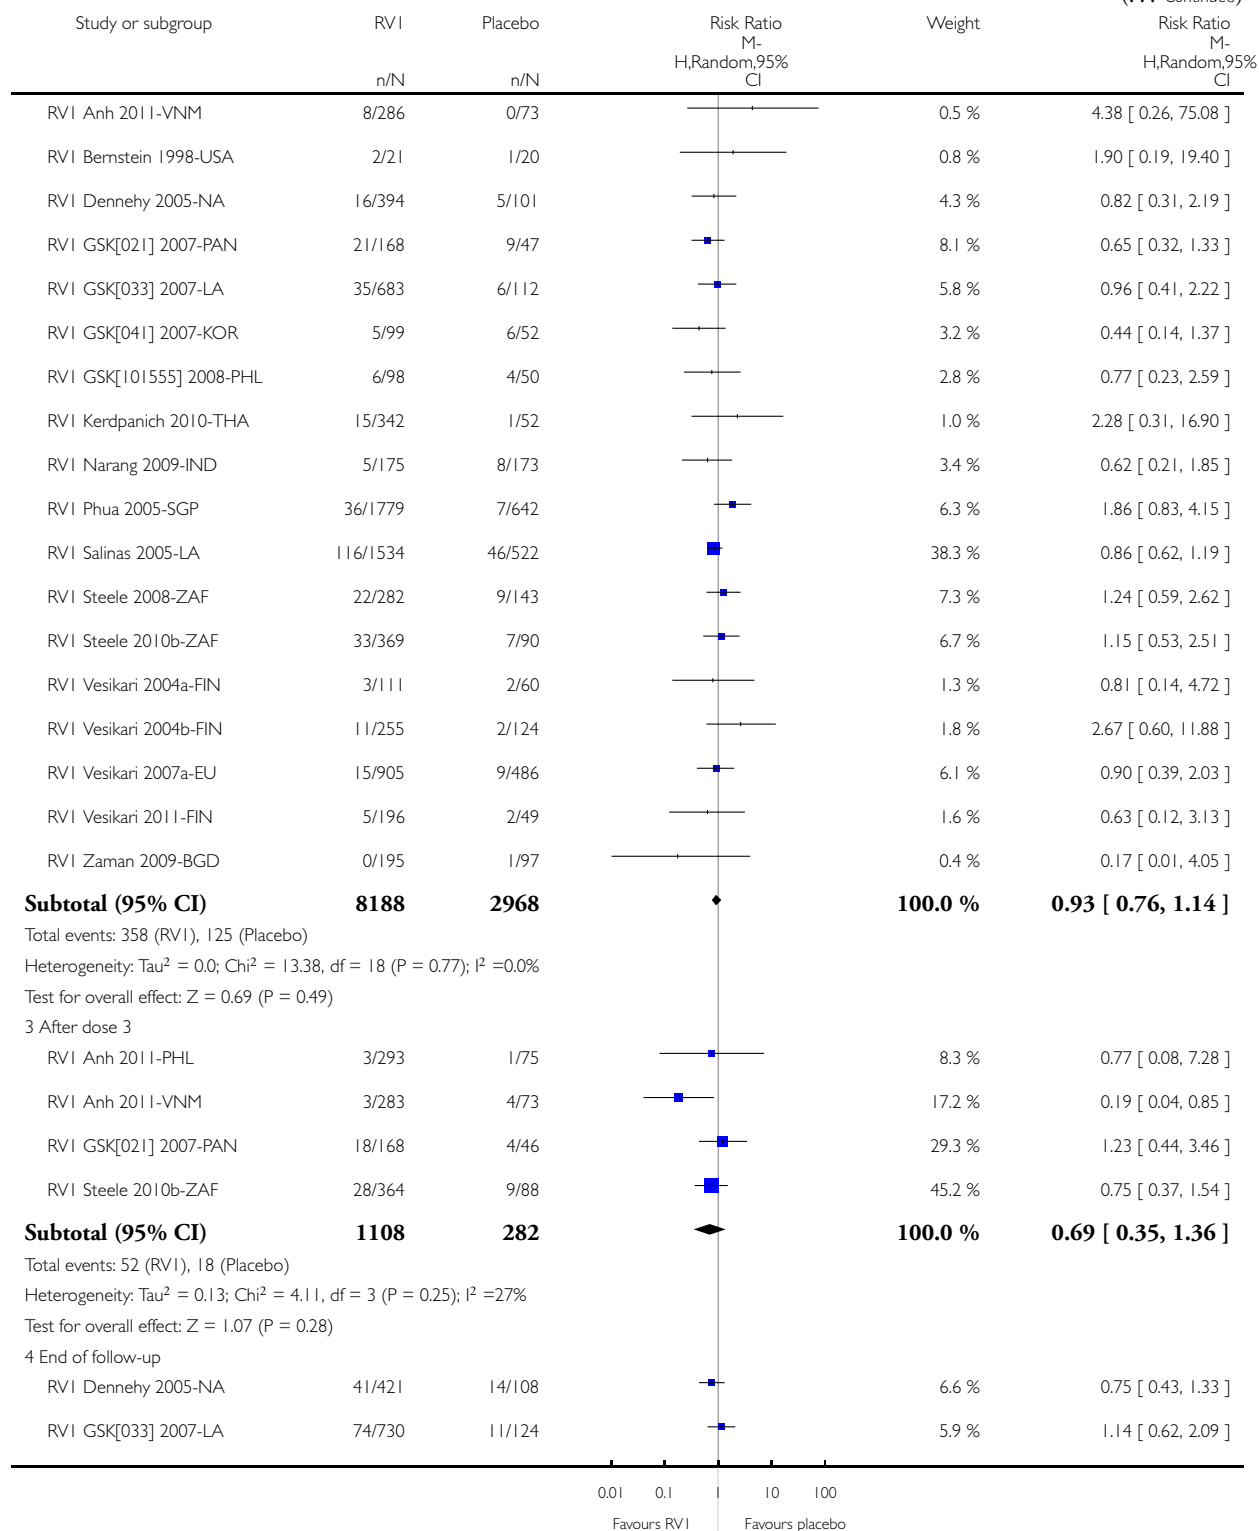 Continued)
Study or subgroup RV1 Placebo Risk Ratio Weight Risk Ratio
M- M-
H,Random,95% H,Random,95%
n/N n/N CI CI
RV1 Anh 2011-VNM 8/286 0/73 0.5 % 4.38 [ 0.26, 75.08 ]
RV1 Bernstein 1998-USA 2/21 1/20 0.8 % 1.90 [ 0.19, 19.40 ]
RV1 Dennehy 2005-NA 16/394 5/101 4.3 % 0.82 [ 0.31, 2.19 ]
RV1 GSK[021] 2007-PAN 21/168 9/47 8.1 % 0.65 [ 0.32, 1.33 ]
RV1 GSK[033] 2007-LA 35/683 6/112 5.8 % 0.96 [ 0.41, 2.22 ]
RV1 GSK[041] 2007-KOR 5/99 6/52 3.2 % 0.44 [ 0.14, 1.37 ]
RV1 GSK[101555] 2008-PHL 6/98 4/50 2.8 % 0.77 [ 0.23, 2.59 ]
RV1 Kerdpanich 2010-THA 15/342 1/52 1.0 % 2.28 [ 0.31, 16.90 ]
RV1 Narang 2009-IND 5/175 8/173 3.4 % 0.62 [ 0.21, 1.85 ]
RV1 Phua 2005-SGP 36/1779 7/642 6.3 % 1.86 [ 0.83, 4.15 ]
RV1 Salinas 2005-LA 116/1534 46/522 38.3 % 0.86 [ 0.62, 1.19 ]
RV1 Steele 2008-ZAF 22/282 9/143 7.3 % 1.24 [ 0.59, 2.62 ]
RV1 Steele 2010b-ZAF 33/369 7/90 6.7 % 1.15 [ 0.53, 2.51 ]
RV1 Vesikari 2004a-FIN 3/111 2/60 1.3 % 0.81 [ 0.14, 4.72 ]
RV1 Vesikari 2004b-FIN 11/255 2/124 1.8 % 2.67 [ 0.60, 11.88 ]
RV1 Vesikari 2007a-EU 15/905 9/486 6.1 % 0.90 [ 0.39, 2.03 ]
RV1 Vesikari 2011-FIN 5/196 2/49 1.6 % 0.63 [ 0.12, 3.13 ]
RV1 Zaman 2009-BGD 0/195 1/97 0.4 % 0.17 [ 0.01, 4.05 ]
Subtotal (95% CI) 8188 2968 100.0 % 0.93 [ 0.76, 1.14 ]
Total events: 358 (RV1), 125 (Placebo)
Heterogeneity: Tau² = 0.0; Chi² = 13.38, df = 18 (P = 0.77); I² =0.0%
Test for overall effect: Z = 0.69 (P = 0.49)
3 After dose 3
RV1 Anh 2011-PHL 3/293 1/75 8.3 % 0.77 [ 0.08, 7.28 ]
RV1 Anh 2011-VNM 3/283 4/73 17.2 % 0.19 [ 0.04, 0.85 ]
RV1 GSK[021] 2007-PAN 18/168 4/46 29.3 % 1.23 [ 0.44, 3.46 ]
RV1 Steele 2010b-ZAF 28/364 9/88 45.2 % 0.75 [ 0.37, 1.54 ]
Subtotal (95% CI) 1108 282 100.0 % 0.69 [ 0.35, 1.36 ]
Total events: 52 (RV1), 18 (Placebo)
Heterogeneity: Tau² = 0.13; Chi² = 4.11, df = 3 (P = 0.25); I² =27%
Test for overall effect: Z = 1.07 (P = 0.28)
4 End of follow-up
RV1 Dennehy 2005-NA 41/421 14/108 6.6 % 0.75 [ 0.43, 1.33 ]
RV1 GSK[033] 2007-LA 74/730 11/124 5.9 % 1.14 [ 0.62, 2.09 ]
0.01 0.1 1 10 100
Favours RV1 Favours placebo